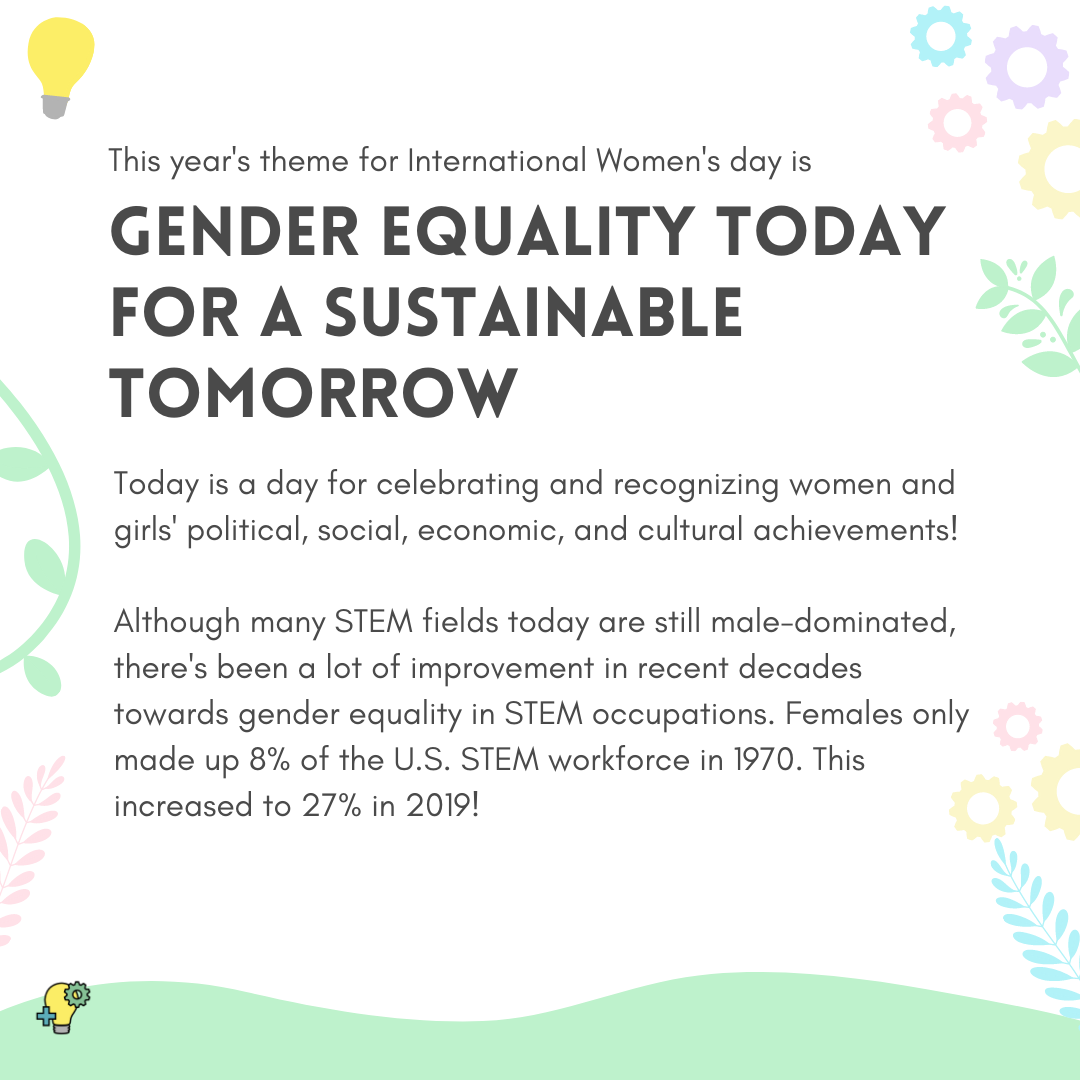 This year's theme for International Women's day is
GENDER EQUALITY TODAY
FOR A SUSTAINABLE
TOMORROW
Today is a day for celebrating and recognizing women and
girls' political, social, economic, and cultural achievements!
Although many STEM fields today are still male-dominated,
there's been a lot of improvement in recent decades
towards gender equality in STEM occupations. Females only
made up 8% of the U.S. STEM workforce in 1970. This
increased to 27% in 2019!